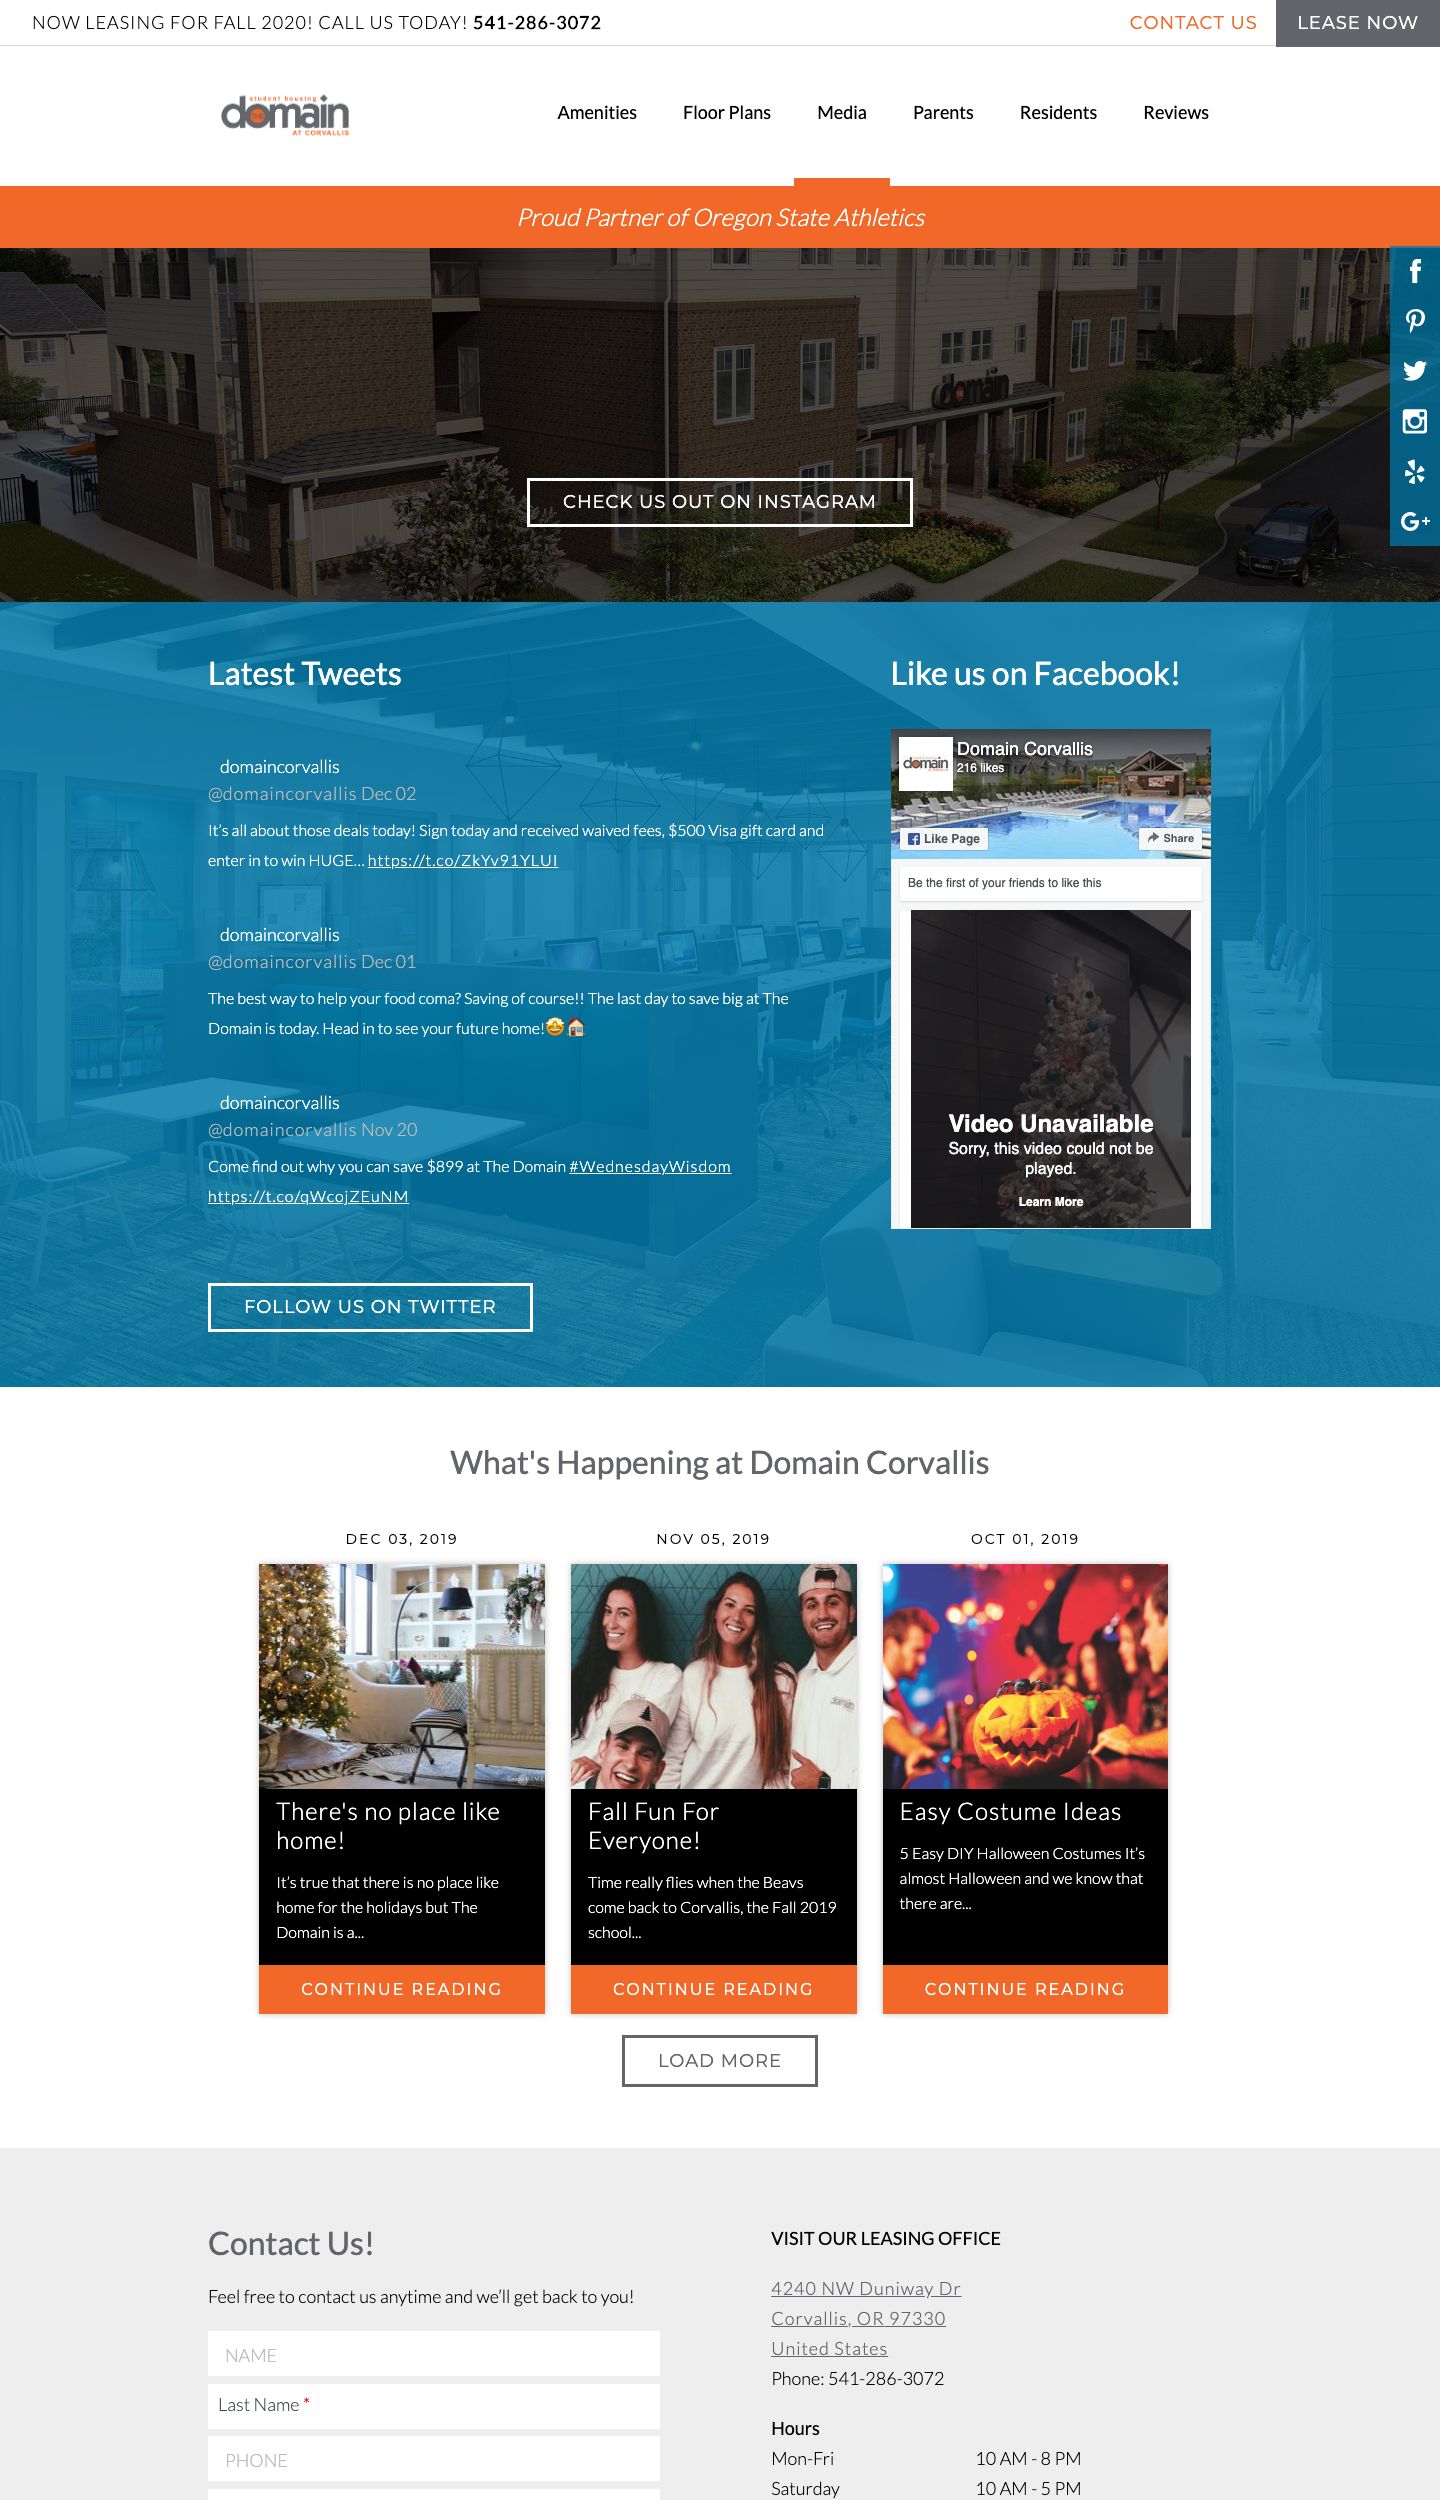 NOW LEASING FOR FALL 2020! CALL US TODAY! 541-286-3072
CONTACT US
LEASE NOW
student housing
domain
THE
AT CORVALLIS
Amenities
Floor Plans
Media
Parents
Residents
Reviews
Proud Partner of Oregon State Athletics
domain
CHECK US OUT ON INSTAGRAM
Latest Tweets
domaincorvallis
@domaincorvallis Dec 02
It’s all about those deals today! Sign today and received waived fees, $500 Visa gift card and
enter in to win HUGE… https://t.co/ZkYv91YLUI
domaincorvallis
@domaincorvallis Dec 01
The best way to help your food coma? Saving of course!! The last day to save big at The
Domain is today. Head in to see your future home!🤩🏠
domaincorvallis
@domaincorvallis Nov 20
Come find out why you can save $899 at The Domain #WednesdayWisdom
https://t.co/qWcojZEuNM
FOLLOW US ON TWITTER
Like us on Facebook!
domain
Domain Corvallis
216 likes
Like Page
Share
Be the first of your friends to like this
Video Unavailable
Sorry, this video could not be
played.
Learn More
What's Happening at Domain Corvallis
DEC 03, 2019
There's no place like
home!
It’s true that there is no place like
home for the holidays but The
Domain is a...
CONTINUE READING
NOV 05, 2019
Fall Fun For
Everyone!
Time really flies when the Beavs
come back to Corvallis, the Fall 2019
school...
CONTINUE READING
OCT 01, 2019
Easy Costume Ideas
5 Easy DIY Halloween Costumes It’s
almost Halloween and we know that
there are...
CONTINUE READING
LOAD MORE
Contact Us!
Feel free to contact us anytime and we’ll get back to you!
NAME
Last Name *
PHONE
VISIT OUR LEASING OFFICE
4240 NW Duniway Dr
Corvallis, OR 97330
United States
Phone: 541-286-3072
Hours
Mon-Fri 10 AM - 8 PM
Saturday 10 AM - 5 PM